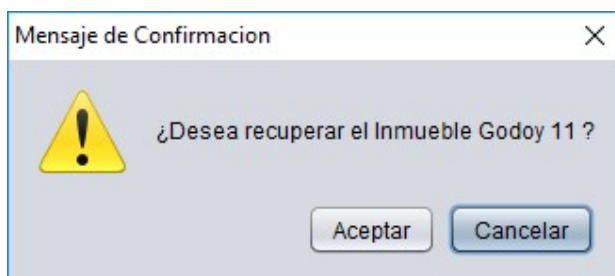 Mensaje de Confirmacion
¿Desea recuperar el Inmueble Godoy 11 ?
Aceptar
Cancelar